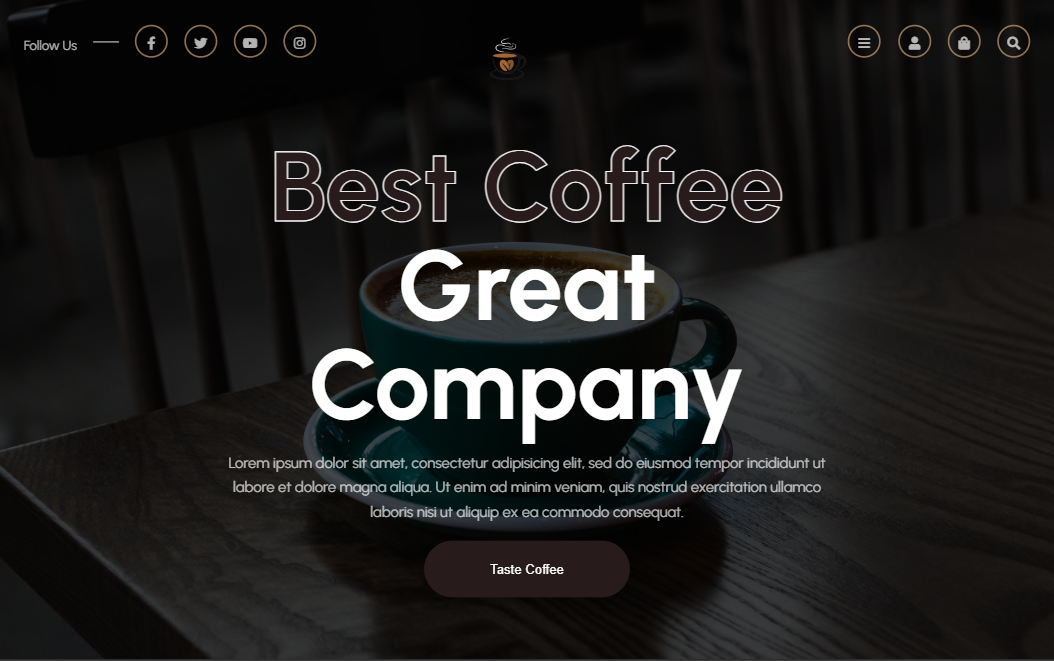 Follow Us
Best Coffee
Great
Company
Lorem ipsum dolor sit amet, consectetur adipisicing elit, sed do eiusmod tempor incididunt ut
labore et dolore magna aliqua. Ut enim ad minim veniam, quis nostrud exercitation ullamco
laboris nisi ut aliquip ex ea commodo consequat.
Taste Coffee